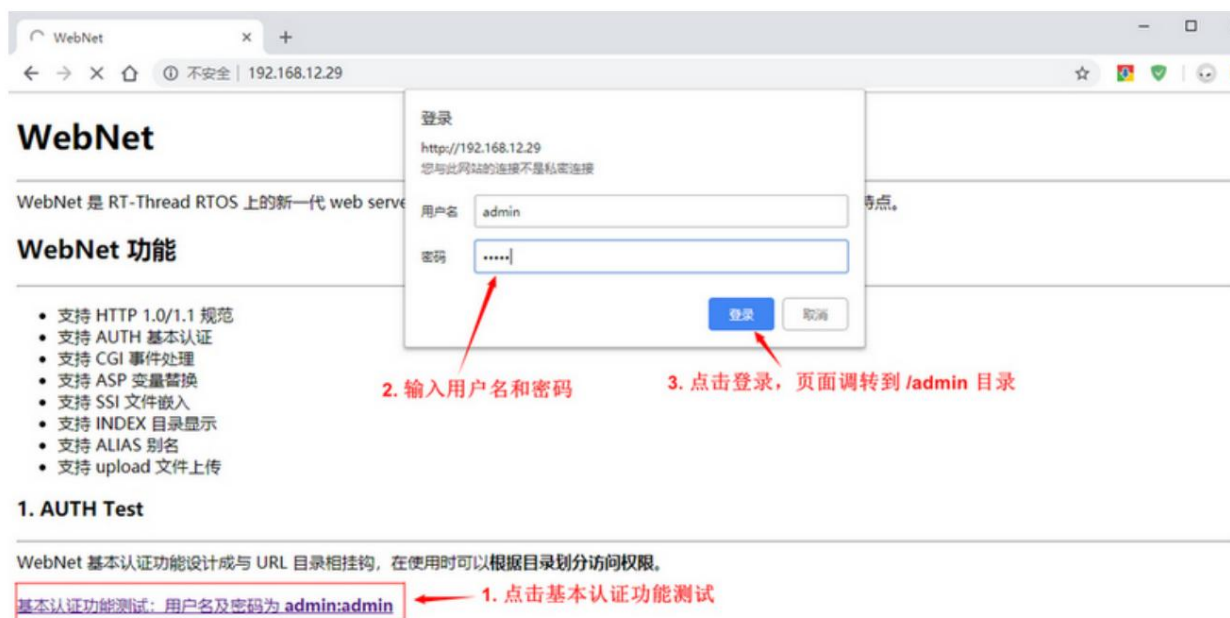 WebNet
不安全 | 192.168.12.29
WebNet
WebNet 是 RT-Thread RTOS 上的新一代 web serve
特点。
登录
http://192.168.12.29
您与此网站的连接不是私密连接
用户名 admin
密码 •••••
登录 取消
WebNet 功能
• 支持 HTTP 1.0/1.1 规范
• 支持 AUTH 基本认证
• 支持 CGI 事件处理
• 支持 ASP 变量替换
• 支持 SSI 文件嵌入
• 支持 INDEX 目录显示
• 支持 ALIAS 别名
• 支持 upload 文件上传
2. 输入用户名和密码
3. 点击登录，页面调转到 /admin 目录
1. AUTH Test
WebNet 基本认证功能设计成与 URL 目录相挂钩，在使用时可以根据目录划分访问权限。
基本认证功能测试：用户名及密码为 admin:admin
1. 点击基本认证功能测试